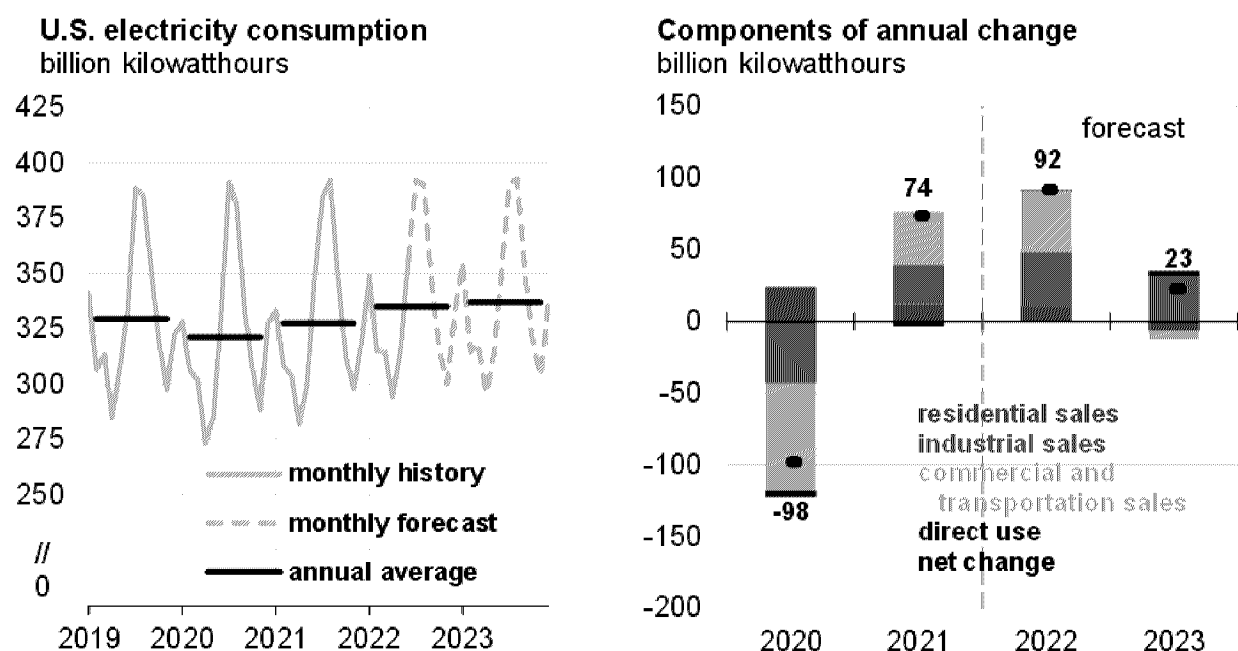 U.S. electricity consumption
billion kilowatthours
425
400
375
350
325
300
275
250
//
0
monthly history
monthly forecast
annual average
2019 2020 2021 2022 2023
Components of annual change
billion kilowatthours
150
100
50
0
-50
-100
-150
-200
forecast
74
92
23
-98
residential sales
industrial sales
commercial and
transportation sales
direct use
net change
2020 2021 2022 2023